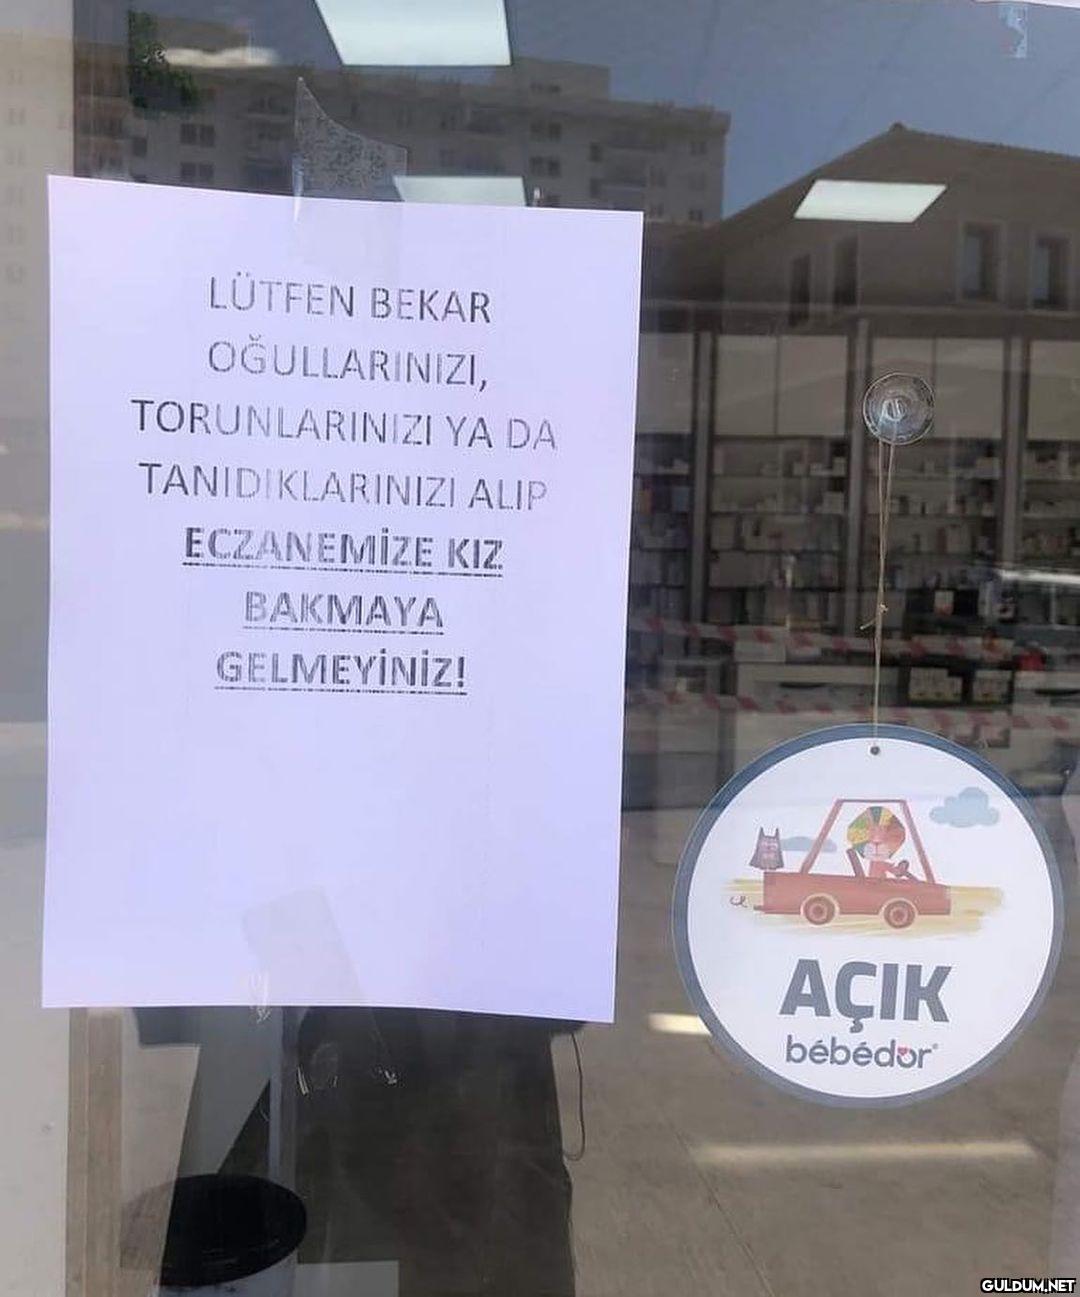 LÜTFEN BEKAR
OĞULLARINIZI,
TORUNLARINIZI YA DA
TANIDIKLARINIZI ALIP
ECZANEMİZE KIZ
BAKMAYA
GELMEYİNİZ!
AÇIK
bébédor®
GULDUM.NET